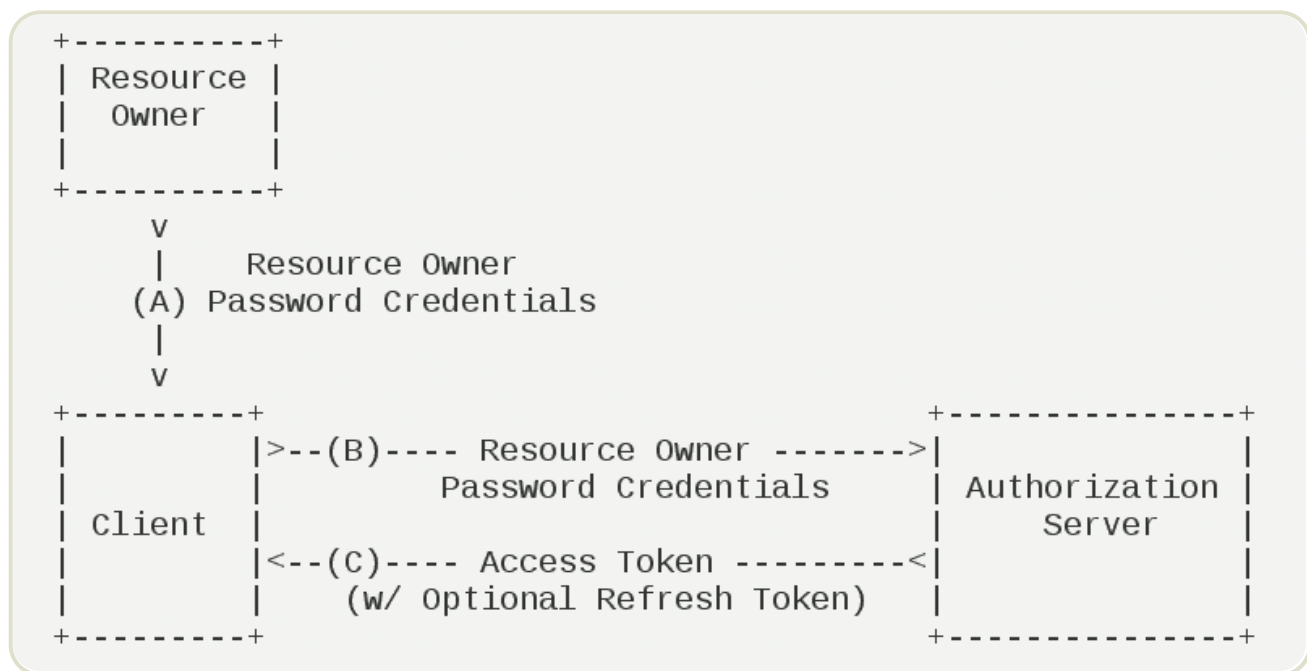 +----------+
| Resource |
|  Owner   |
|          |
+----------+
     v
     |    Resource Owner
    (A) Password Credentials
     |
     v
+---------+                                  +---------------+
|         |>--(B)---- Resource Owner ------->|               |
|         |         Password Credentials     | Authorization |
| Client  |                                  |     Server    |
|         |<--(C)---- Access Token ---------<|               |
|         |    (w/ Optional Refresh Token)   |               |
+---------+                                  +---------------+